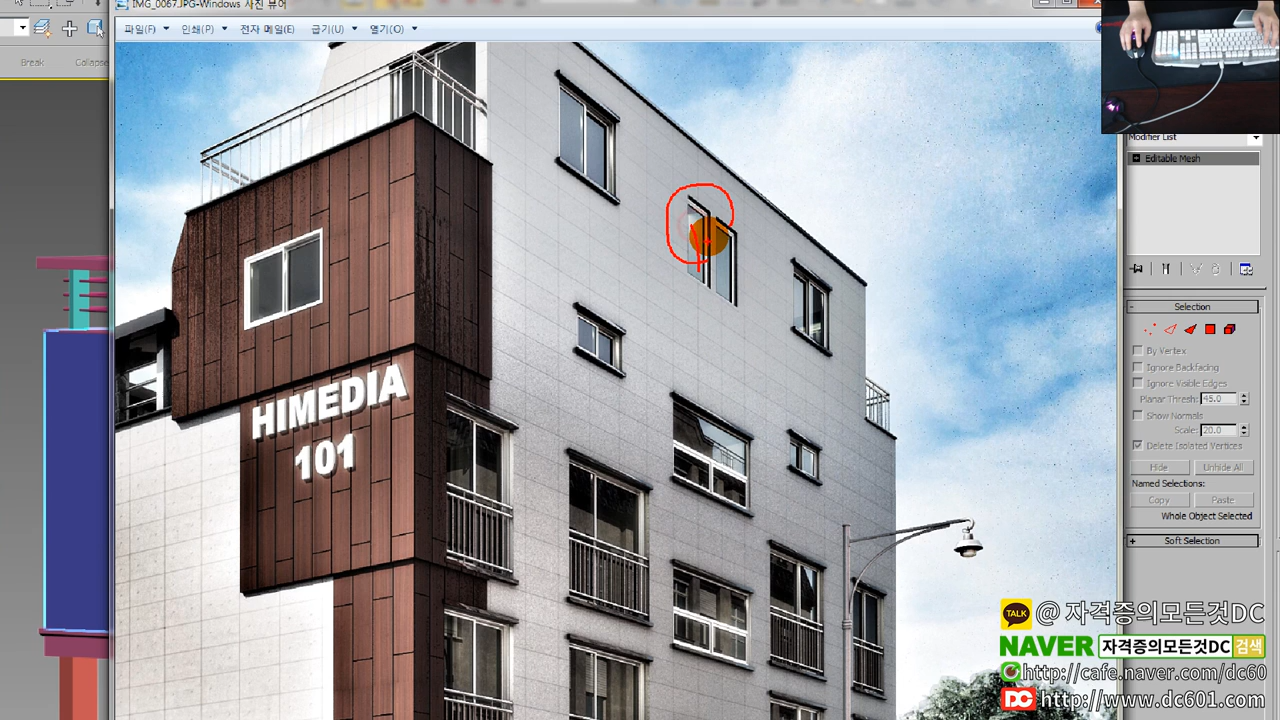 IMG_0067.JPG-Windows 사진 뷰어
파일(F) 인쇄(P) 전자 메일(E) 굽기(U) 열기(O)
Break Collapse
Modifier List
Editable Mesh
Selection
By Vertex
Ignore Backfacing
Ignore Visible Edges
Planar Thresh: 45.0
Show Normals
Scale: 20.0
Delete Isolated Vertices
Hide Unhide All
Named Selections:
Copy Paste
Whole Object Selected
Soft Selection
HIMEDIA
101
TALK @ 자격증의모든것DC
NAVER 자격증의모든것DC 검색
http://cafe.naver.com/dc60
DC http://www.dc601.com